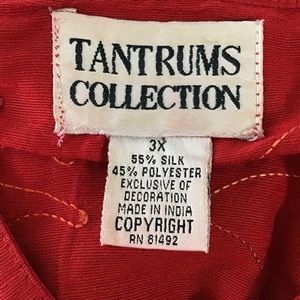 TANTRUMS
COLLECTION
3X
55% SILK
45% POLYESTER
EXCLUSIVE OF
DECORATION
MADE IN INDIA
COPYRIGHT
RN 81492